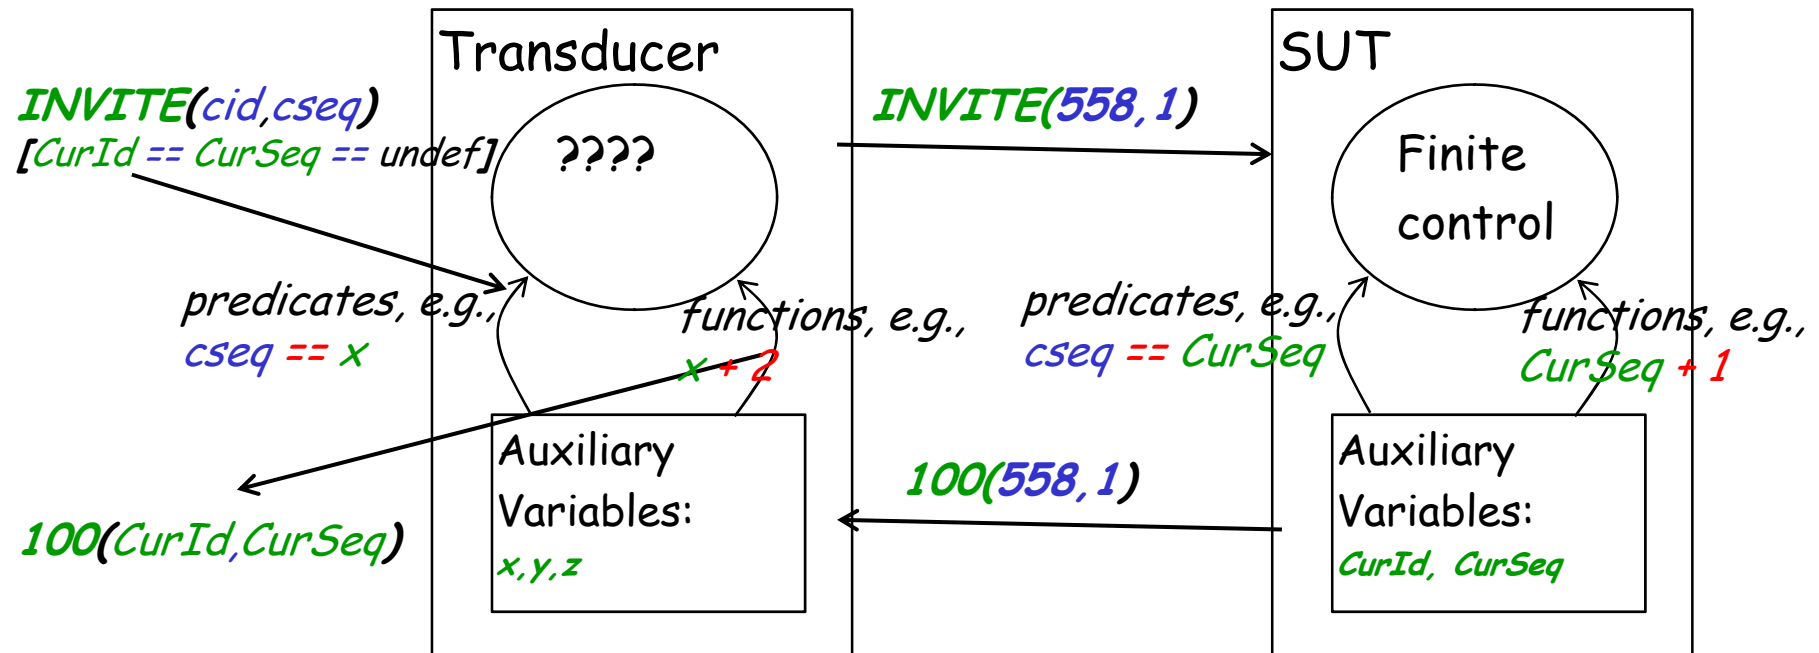 Transducer
SUT
INVITE(cid,cseq)
[CurId == CurSeq == undef]
????
INVITE(558,1)
Finite
control
predicates, e.g.,
cseq == x
functions, e.g.,
x + 2
predicates, e.g.,
cseq == CurSeq
functions, e.g.,
CurSeq + 1
100(CurId,CurSeq)
Auxiliary
Variables:
x,y,z
100(558,1)
Auxiliary
Variables:
CurId, CurSeq